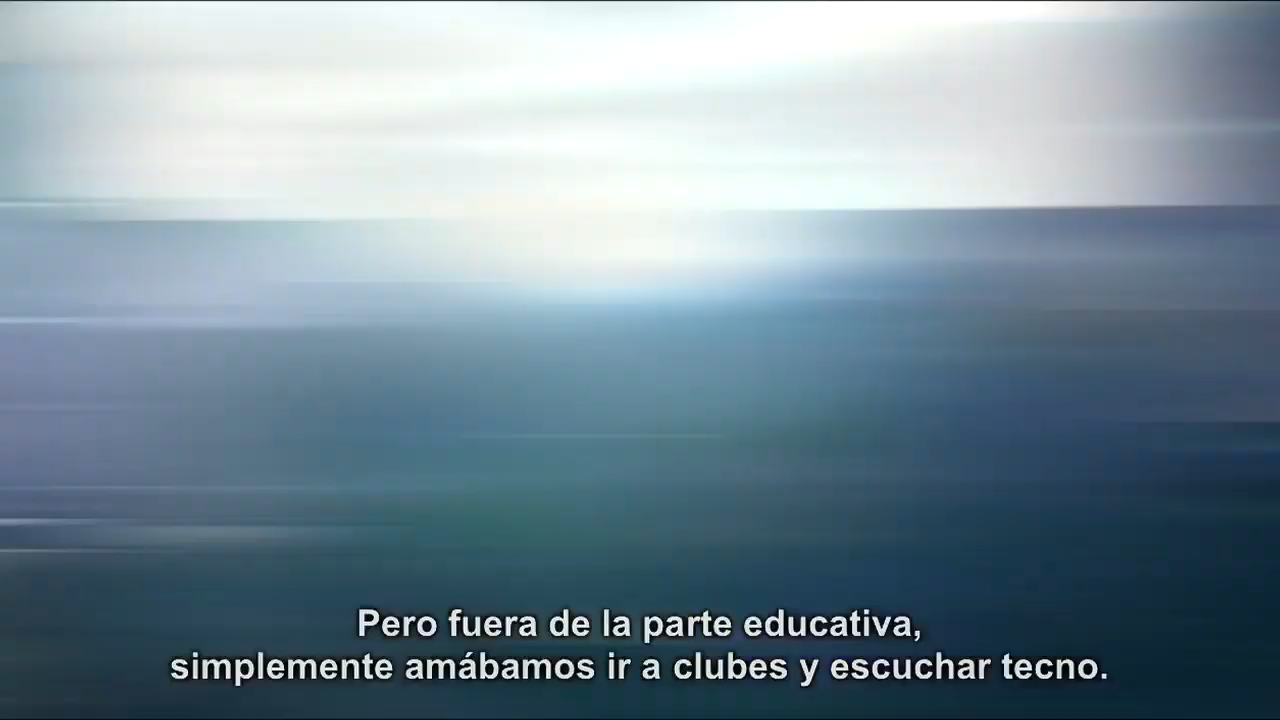 Pero fuera de la parte educativa,
simplemente amábamos ir a clubes y escuchar tecno.